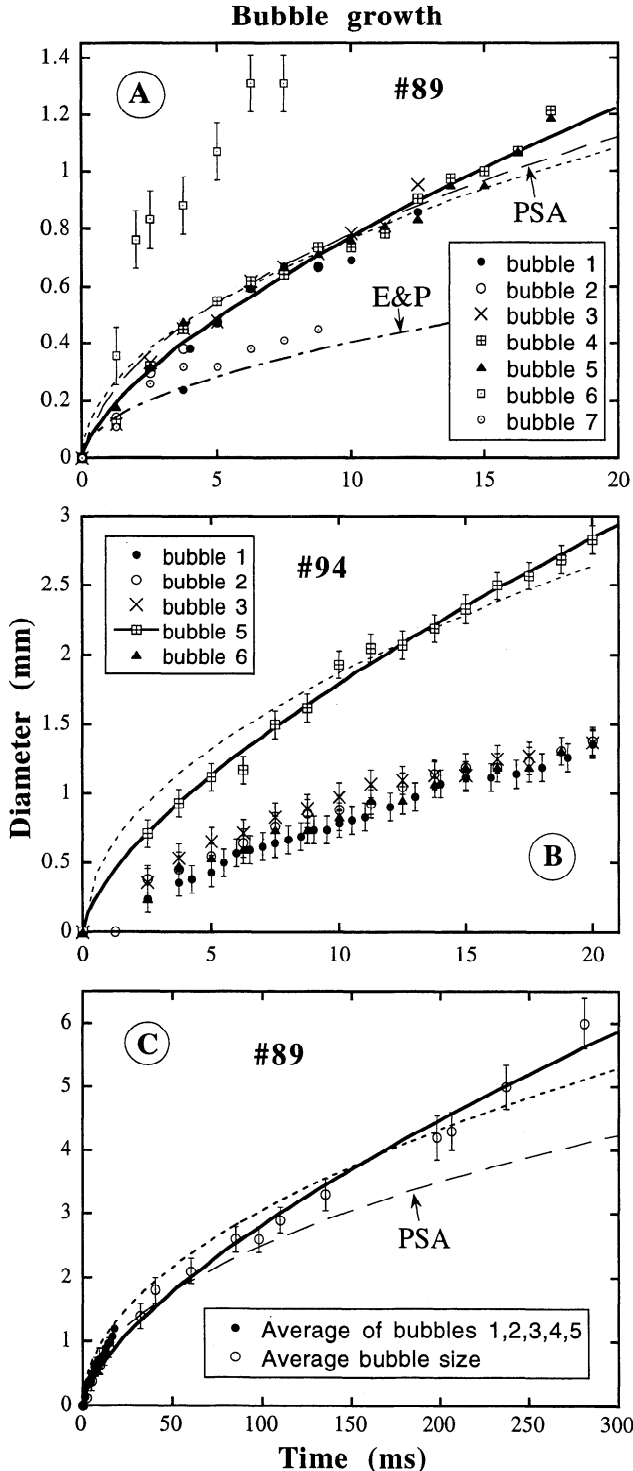 Bubble growth
1.4
1.2
1
0.8
0.6
0.4
0.2
0
A
#89
PSA
E&P
bubble 1
bubble 2
bubble 3
bubble 4
bubble 5
bubble 6
bubble 7
0 5 10 15 20
3
2.5
2
1.5
1
0.5
0
Diameter (mm)
bubble 1
bubble 2
bubble 3
bubble 5
bubble 6
#94
B
0 5 10 15 20
6
5
4
3
2
1
0
C
#89
PSA
Average of bubbles 1,2,3,4,5
Average bubble size
0 50 100 150 200 250 300
Time (ms)